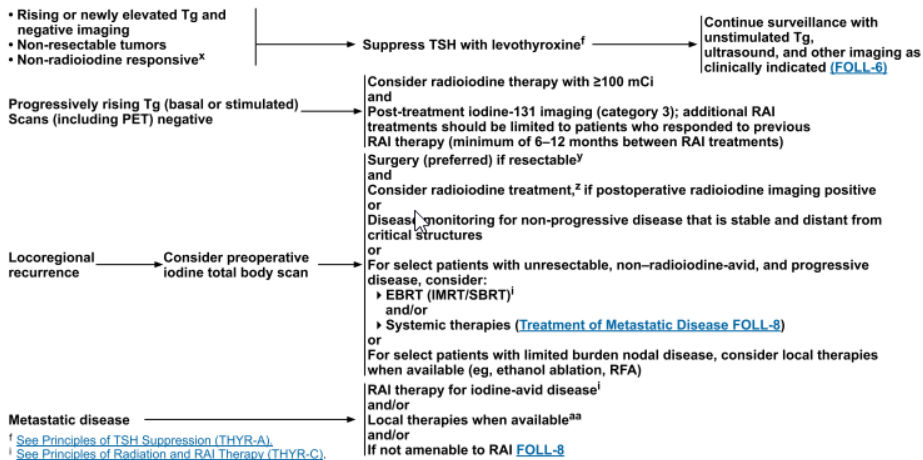 • Rising or newly elevated Tg and
negative imaging
• Non-resectable tumors
• Non-radioiodine responsiveˣ
Suppress TSH with levothyroxineᶠ
Continue surveillance with
unstimulated Tg,
ultrasound, and other imaging as
clinically indicated (FOLL-6)
Progressively rising Tg (basal or stimulated)
Scans (including PET) negative
Consider radioiodine therapy with ≥100 mCi
and
Post-treatment iodine-131 imaging (category 3); additional RAI
treatments should be limited to patients who responded to previous
RAI therapy (minimum of 6–12 months between RAI treatments)
Locoregional
recurrence
Consider preoperative
iodine total body scan
Surgery (preferred) if resectableʸ
and
Consider radioiodine treatment,ᶻ if postoperative radioiodine imaging positive
or
Disease monitoring for non-progressive disease that is stable and distant from
critical structures
or
For select patients with unresectable, non–radioiodine-avid, and progressive
disease, consider:
▸ EBRT (IMRT/SBRT)ⁱ
and/or
▸ Systemic therapies (Treatment of Metastatic Disease FOLL-8)
or
For select patients with limited burden nodal disease, consider local therapies
when available (eg, ethanol ablation, RFA)
Metastatic disease
RAI therapy for iodine-avid diseaseⁱ
and/or
Local therapies when availableᵃᵃ
and/or
If not amenable to RAI FOLL-8
ᶠ See Principles of TSH Suppression (THYR-A).
ⁱ See Principles of Radiation and RAI Therapy (THYR-C).